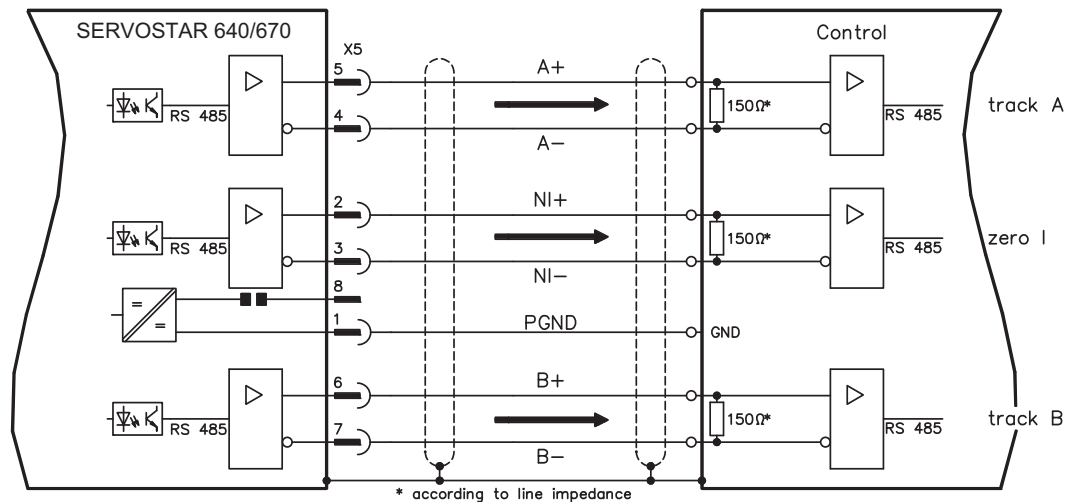 SERVOSTAR 640/670
Control
X5
5
A+
RS 485
150Ω*
RS 485
track A
4
A−
2
NI+
RS 485
150Ω*
RS 485
zero I
3
NI−
8
=
=
1
PGND
GND
6
B+
RS 485
150Ω*
RS 485
track B
7
B−
* according to line impedance